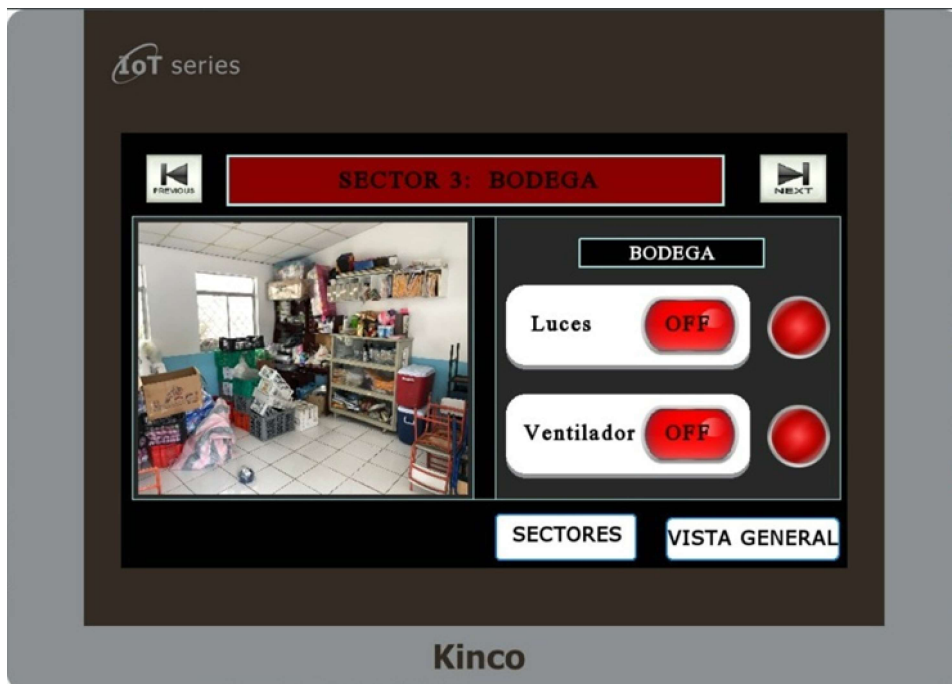 IoT series
PREVIOUS
SECTOR 3: BODEGA
NEXT
BODEGA
Luces OFF
Ventilador OFF
SECTORES
VISTA GENERAL
Kinco